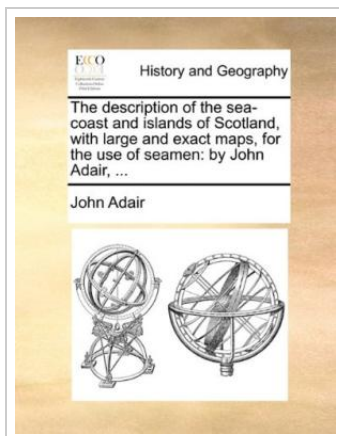 ECCO
History and Geography
The description of the sea-
coast and islands of Scotland,
with large and exact maps, for
the use of seamen: by John
Adair, ...
John Adair